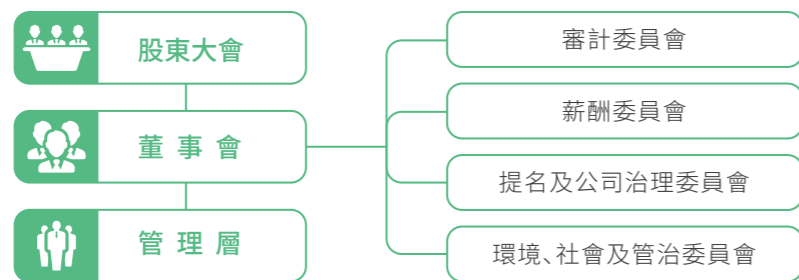 股東大會
董事會
管理層
審計委員會
薪酬委員會
提名及公司治理委員會
環境、社會及管治委員會